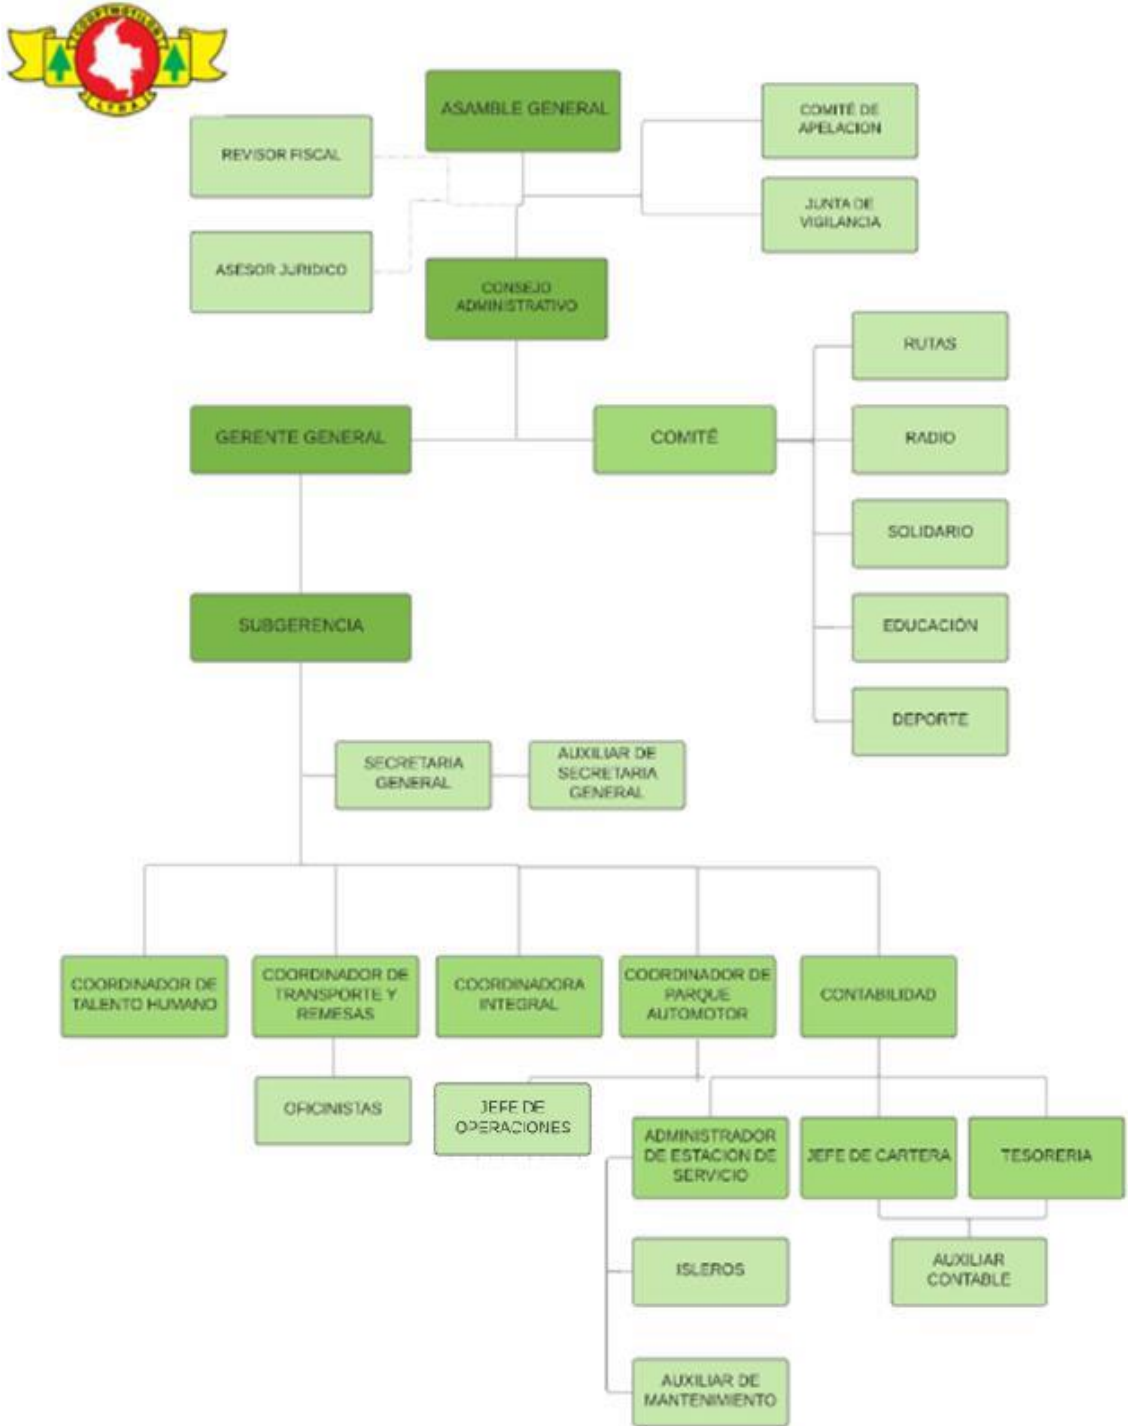 COOPTMOTILON
LTDA
ASAMBLE GENERAL
COMITÉ DE
APELACION
REVISOR FISCAL
JUNTA DE
VIGILANCIA
ASESOR JURIDICO
CONSEJO
ADMINISTRATIVO
RUTAS
GERENTE GENERAL
COMITÉ
RADIO
SOLIDARIO
SUBGERENCIA
EDUCACIÓN
DEPORTE
SECRETARIA
GENERAL
AUXILIAR DE
SECRETARIA
GENERAL
COORDINADOR DE
TALENTO HUMANO
COORDINADOR DE
TRANSPORTE Y
REMESAS
COORDINADORA
INTEGRAL
COORDINADOR DE
PARQUE
AUTOMOTOR
CONTABILIDAD
OFICINISTAS
JEFE DE
OPERACIONES
ADMINISTRADOR
DE ESTACION DE
SERVICIO
JEFE DE CARTERA
TESORERIA
ISLEROS
AUXILIAR
CONTABLE
AUXILIAR DE
MANTENIMIENTO